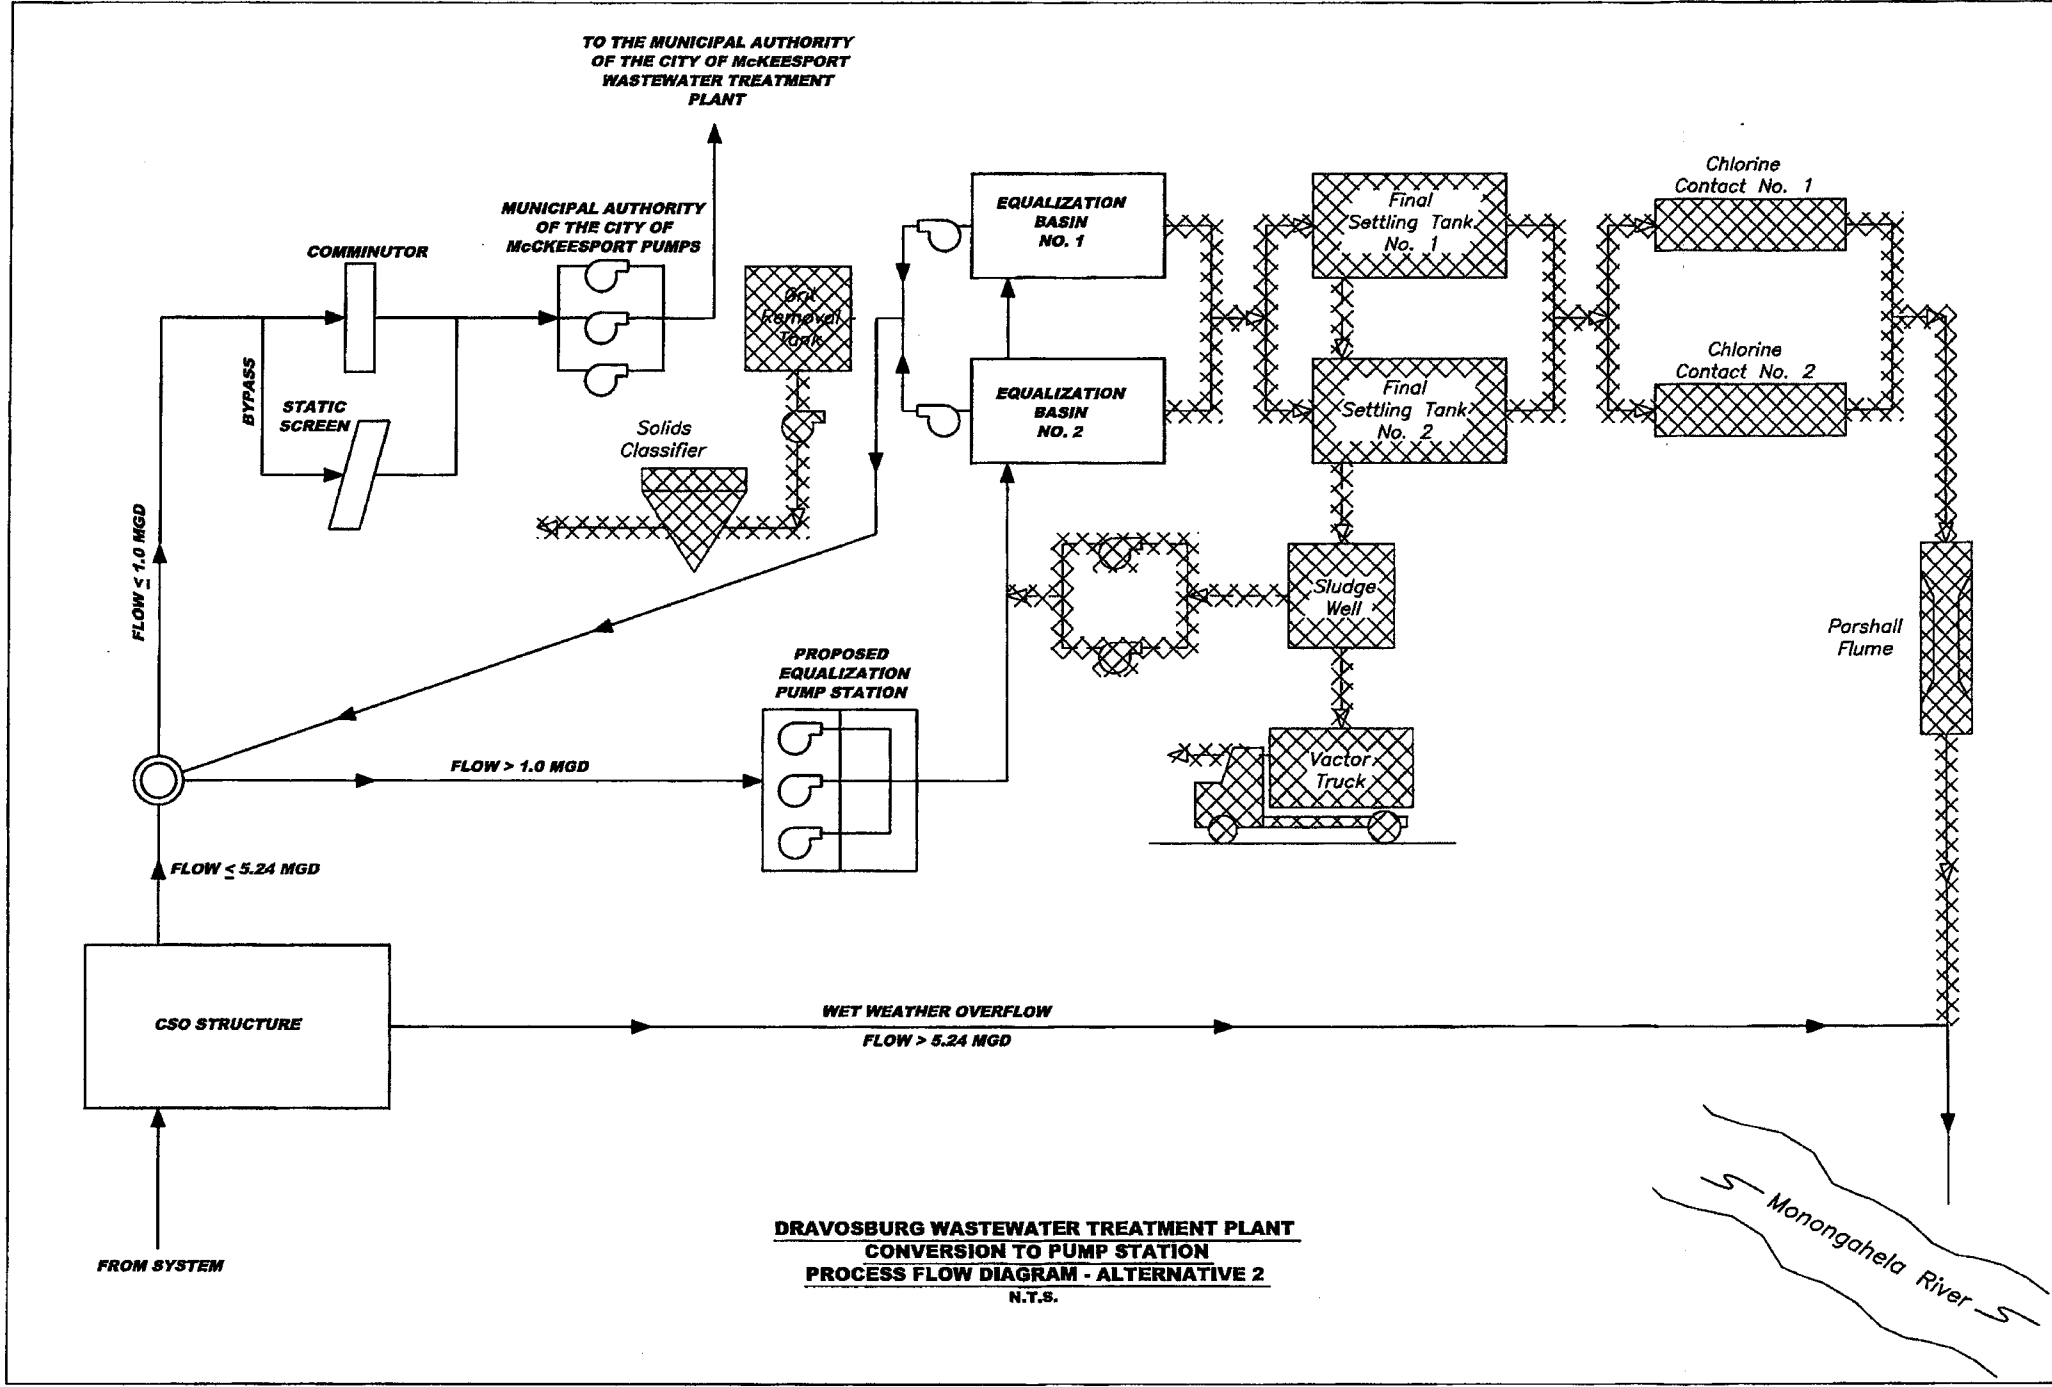 TO THE MUNICIPAL AUTHORITY
OF THE CITY OF McKEESPORT
WASTEWATER TREATMENT
PLANT
MUNICIPAL AUTHORITY
OF THE CITY OF
McCKEESPORT PUMPS
COMMINUTOR
BYPASS
STATIC
SCREEN
FLOW ≤ 1.0 MGD
Grit
Removal
Tank
Solids
Classifier
EQUALIZATION
BASIN
NO. 1
EQUALIZATION
BASIN
NO. 2
Final
Settling Tank
No. 1
Final
Settling Tank
No. 2
Chlorine
Contact No. 1
Chlorine
Contact No. 2
Sludge
Well
Vactor
Truck
Parshall
Flume
PROPOSED
EQUALIZATION
PUMP STATION
FLOW > 1.0 MGD
FLOW ≤ 5.24 MGD
CSO STRUCTURE
WET WEATHER OVERFLOW
FLOW > 5.24 MGD
FROM SYSTEM
Monongahela River
DRAVOSBURG WASTEWATER TREATMENT PLANT
CONVERSION TO PUMP STATION
PROCESS FLOW DIAGRAM - ALTERNATIVE 2
N.T.S.